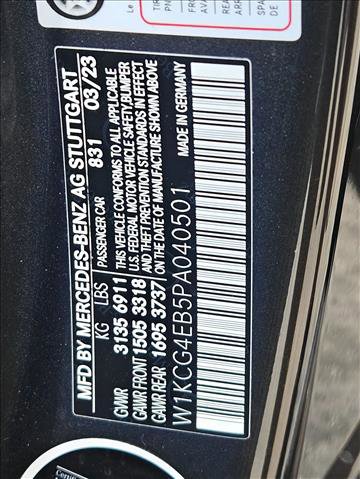 MFD BY MERCEDES-BENZ AG STUTTGART
PASSENGER CAR 831 03/23
KG LBS
GVWR 3135 6911
GAWR FRONT 1505 3318
GAWR REAR 1695 3737
THIS VEHICLE CONFORMS TO ALL APPLICABLE
U.S. FEDERAL MOTOR VEHICLE SAFETY, BUMPER
AND THEFT PREVENTION STANDARDS IN EFFECT
ON THE DATE OF MANUFACTURE SHOWN ABOVE
W1KCG4EB5PA040501
MADE IN GERMANY